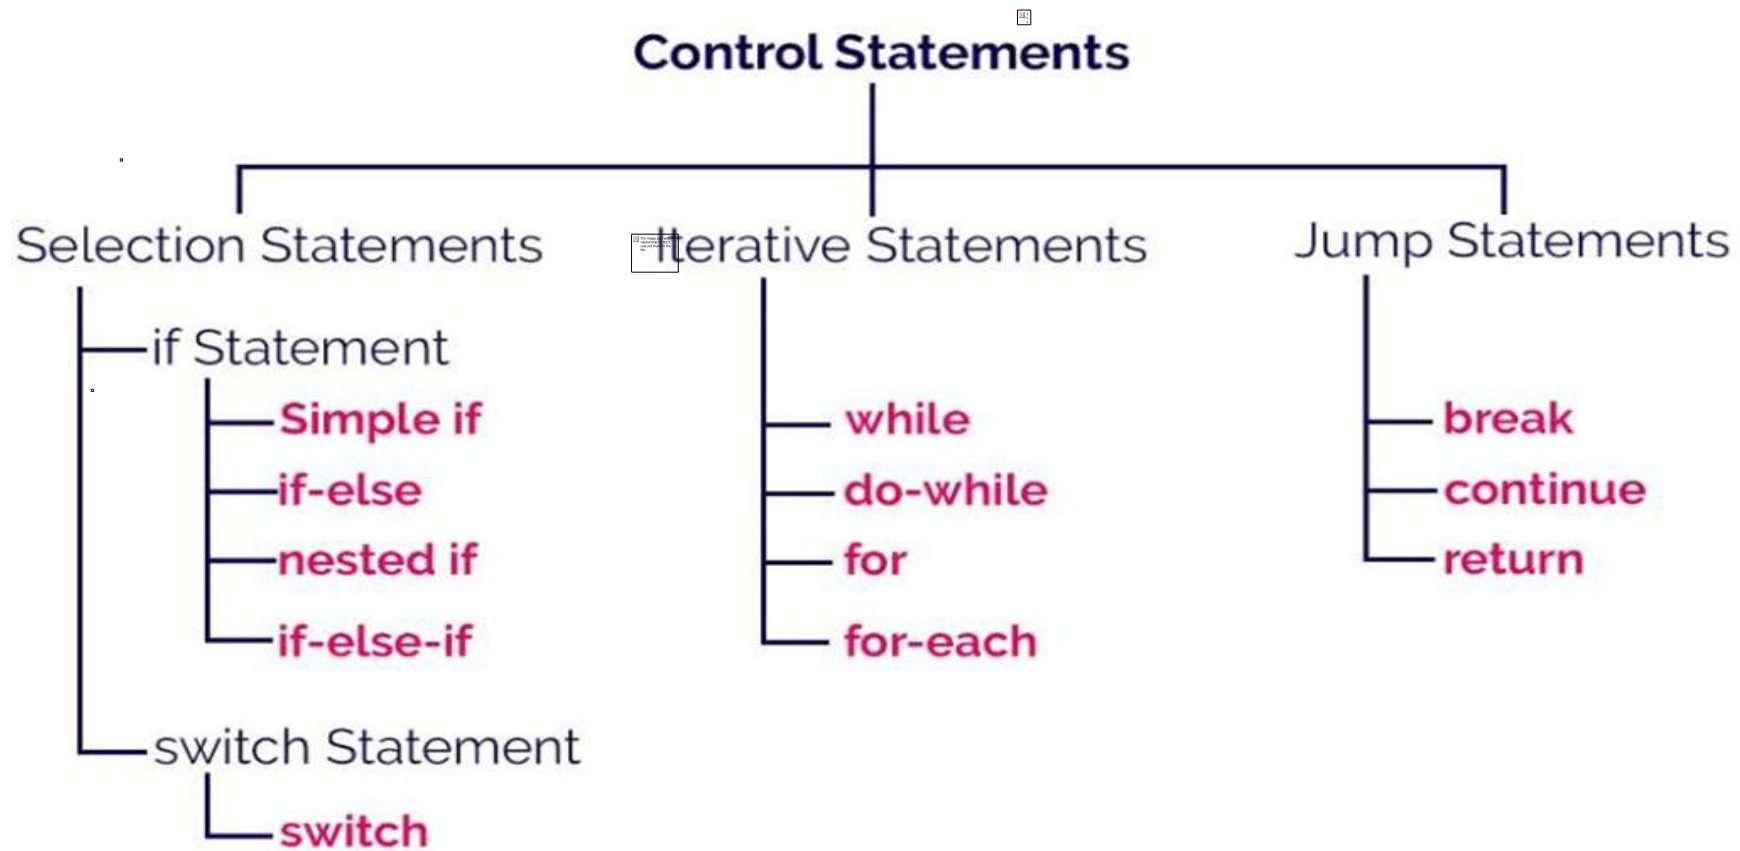 Control Statements
Selection Statements
Iterative Statements
Jump Statements
if Statement
Simple if
if-else
nested if
if-else-if
switch Statement
switch
while
do-while
for
for-each
break
continue
return